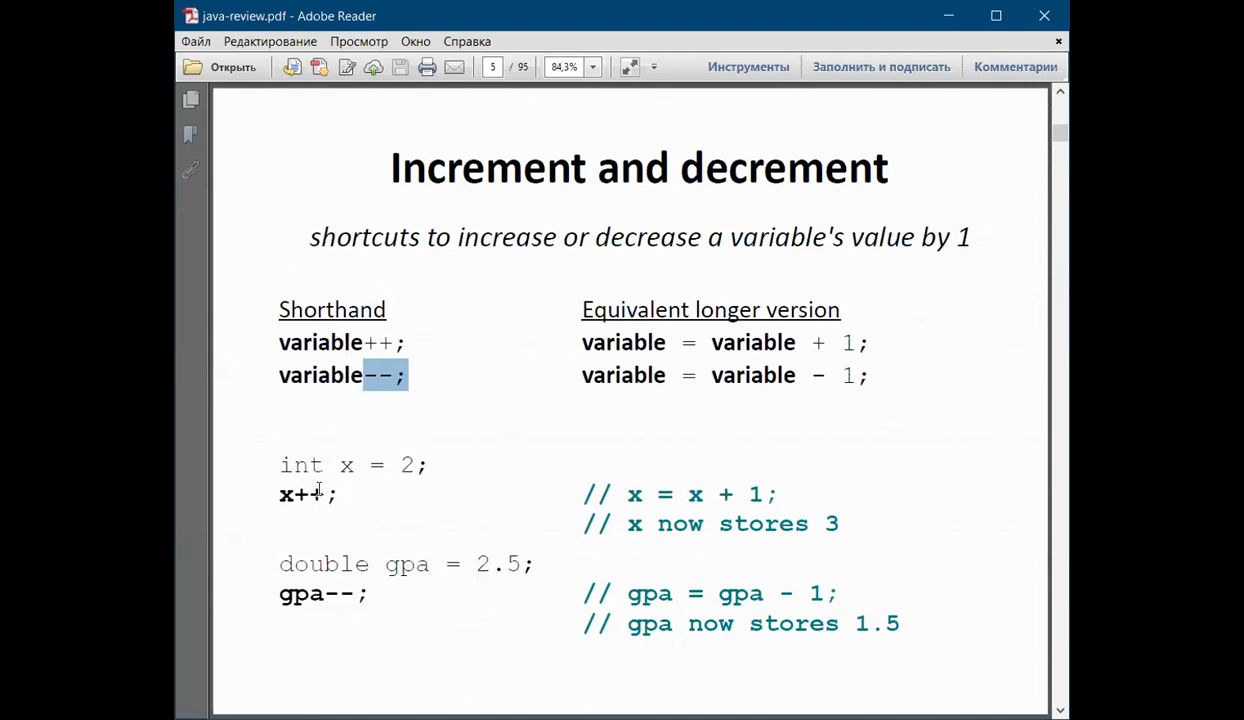 java-review.pdf - Adobe Reader
Файл Редактирование Просмотр Окно Справка
Открыть 5 / 95 84,3% Инструменты Заполнить и подписать Комментарии
Increment and decrement
shortcuts to increase or decrease a variable's value by 1
Shorthand Equivalent longer version
variable++; variable = variable + 1;
variable--; variable = variable - 1;
int x = 2;
x++; // x = x + 1;
// x now stores 3
double gpa = 2.5;
gpa--; // gpa = gpa - 1;
// gpa now stores 1.5